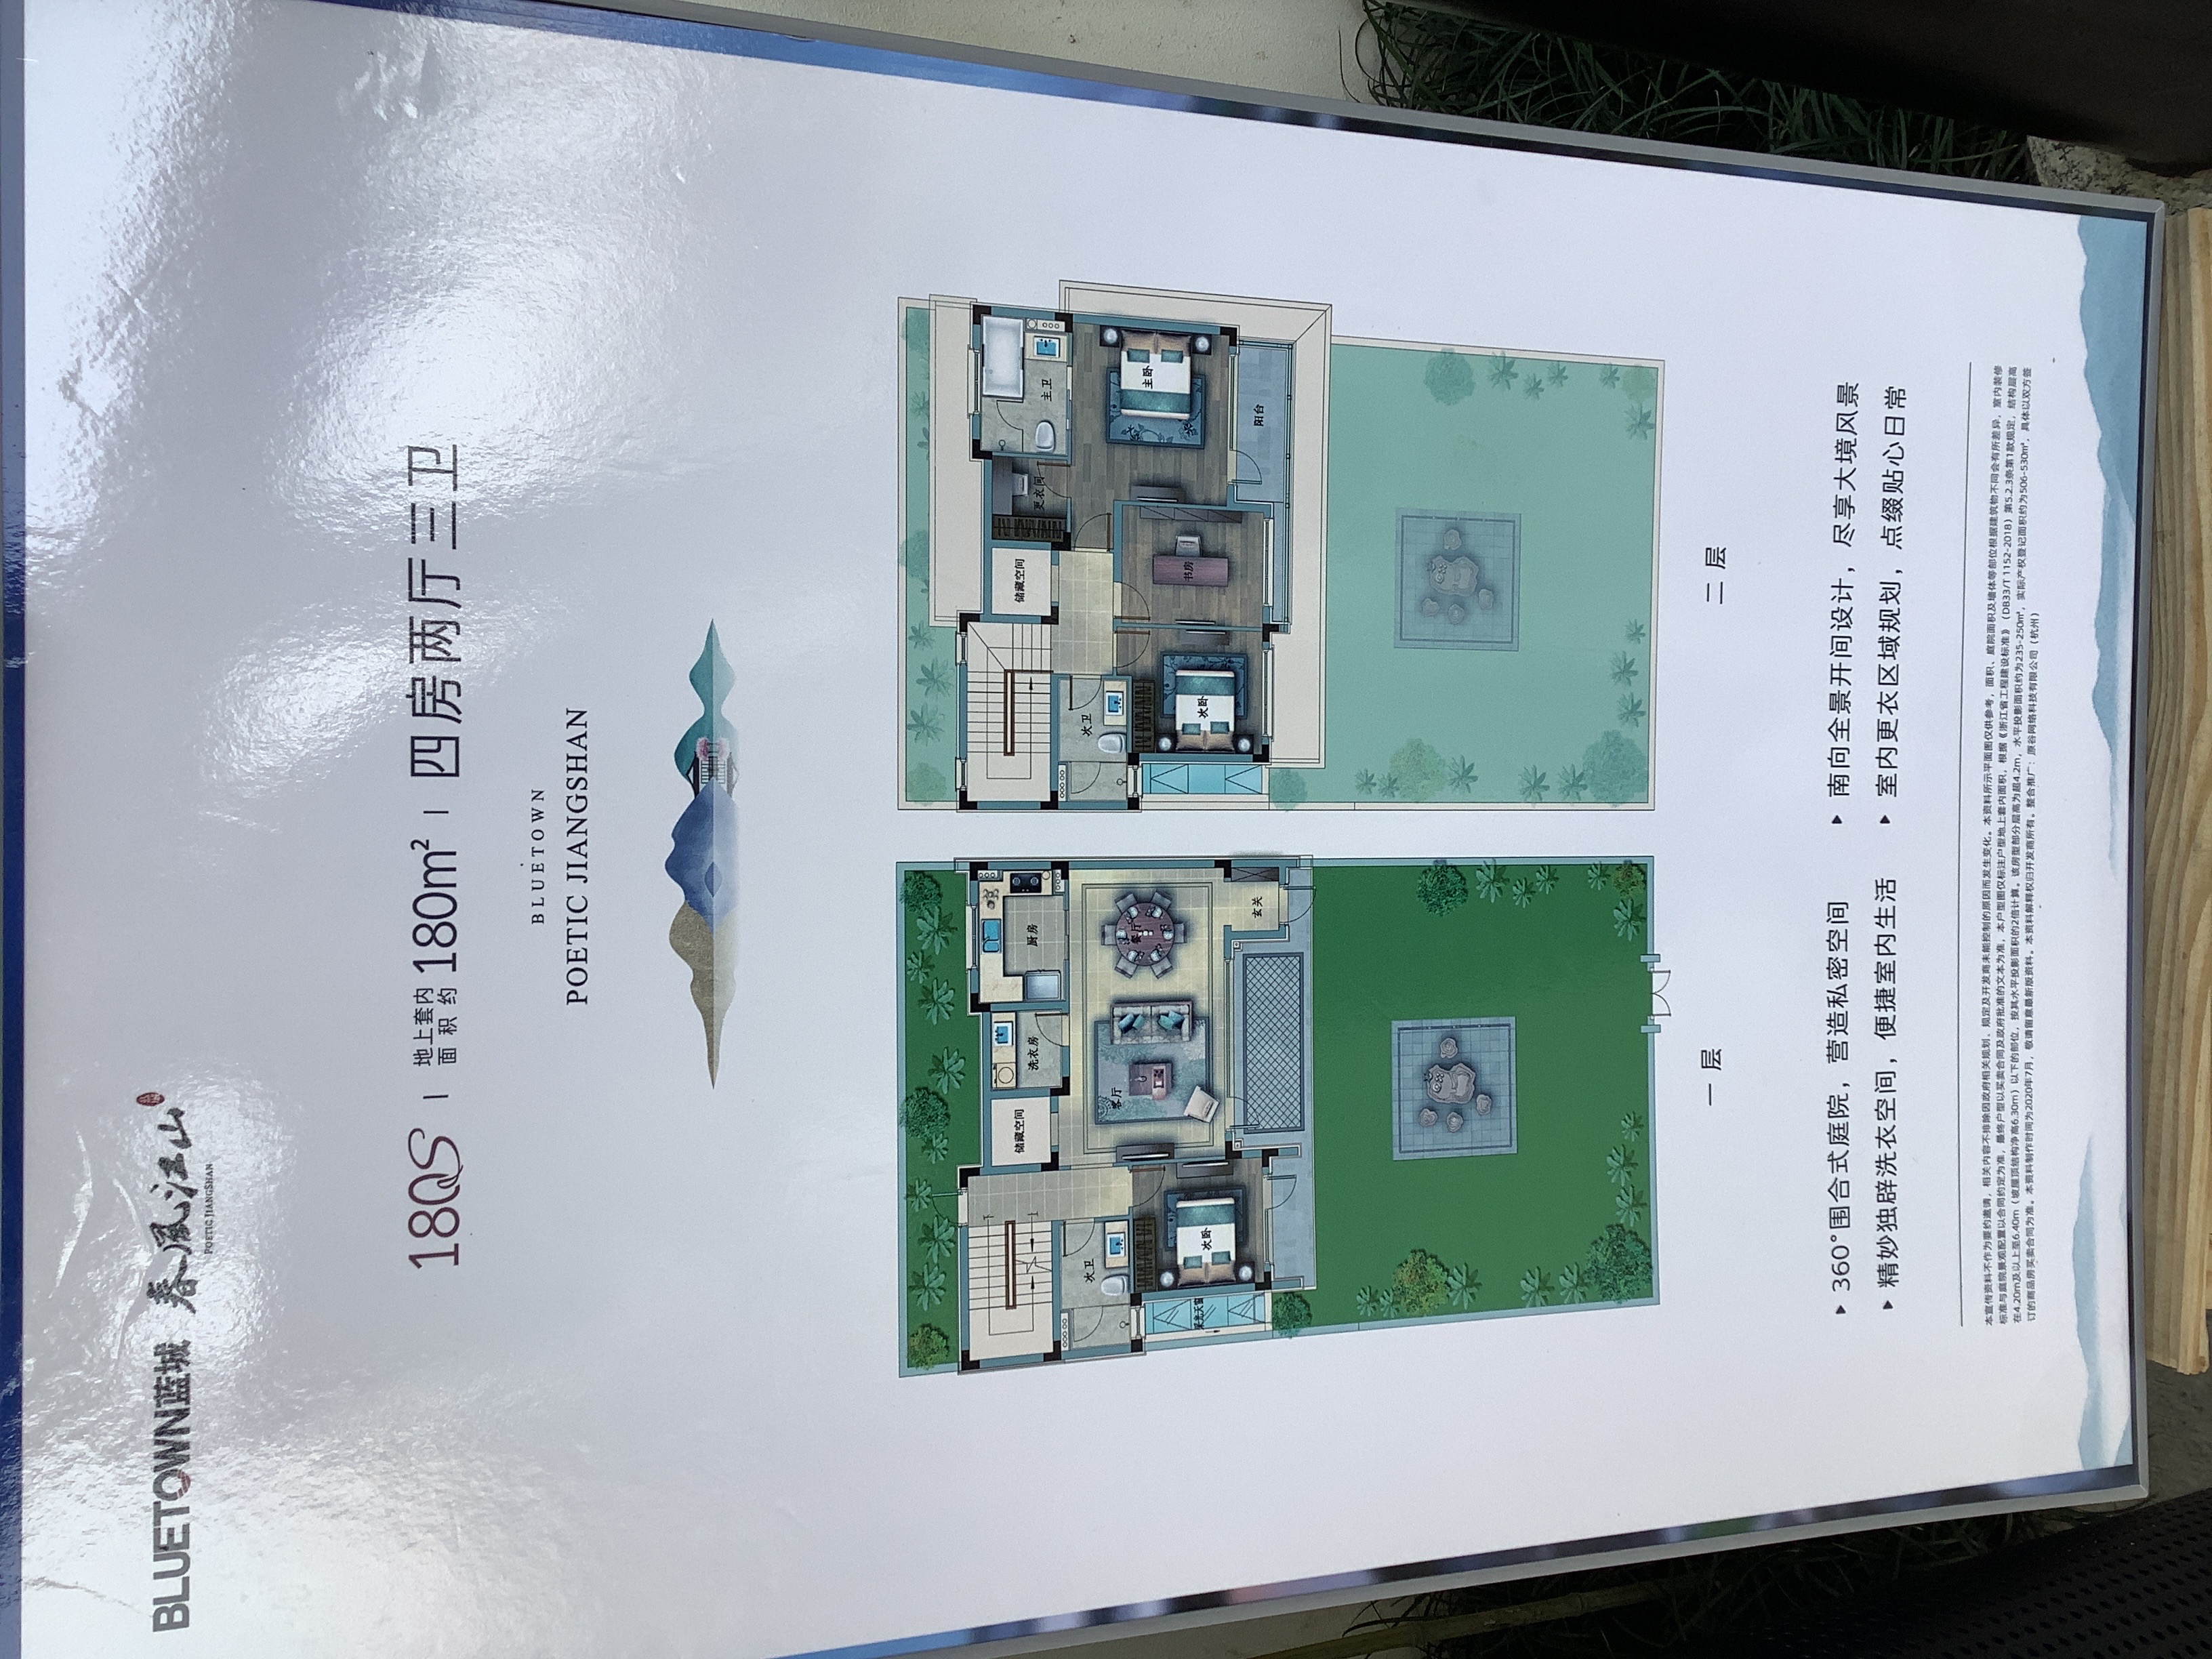 BLUETOWN蓝城 春风江山
POETIC JIANGSHAN
180S | 地上套内面积约 180m² | 四房两厅三卫
BLUETOWN
POETIC JIANGSHAN
储藏空间
洗衣房
厨房
次卫
客厅
餐厅
采光天窗
次卧
玄关
储藏空间
更衣间
主卫
次卫
主卧
次卧
书房
阳台
一层
二层
360°围合式庭院，营造私密空间
南向全景开间设计，尽享大境风景
精妙独辟洗衣空间，便捷室内生活
室内更衣区域规划，点缀贴心日常
本宣传资料不作为要约邀请，相关内容不排除因政府相关规划、规定及开发商未能控制的原因而发生变化。本资料所示平面图仅供参考，面积、庭院面积及墙体等部位根据建筑物不同会有所差异，室内装修
标准与庭院景观配置以合同约定为准，最终户型以买卖合同及政府批准的文本为准，本户型图仅标注户型地上套内面积，根据《浙江省工程建设标准》（DB33/T 1152-2018）第5.2.3条第1款规定，结构层高
在4.20m及以上至6.40m（坡屋顶结构净高6.30m）以下的部位，按其水平投影面积的2倍计算。该房型部分层高为超4.2m，水平投影面积约为235-250m²，实际产权登记面积约为506-530m²，具体以双方签
订的商品房买卖合同为准。本资料制作时间为2020年7月，敬请留意最新版资料。本资料解释权归开发商所有。整合推广：原谷网络科技有限公司（杭州）